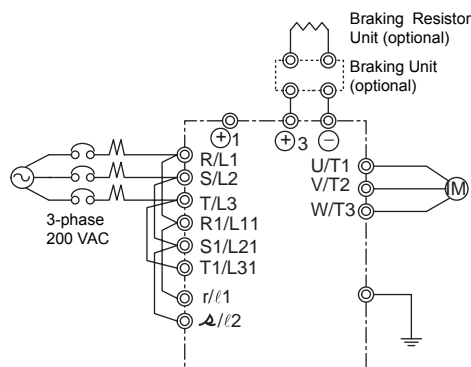 Braking Resistor
Unit (optional)
Braking Unit
(optional)
⊕1
⊕3
⊖
R/L1
S/L2
T/L3
R1/L11
S1/L21
T1/L31
r/ℓ1
𝓈/ℓ2
3-phase
200 VAC
U/T1
V/T2
W/T3
M